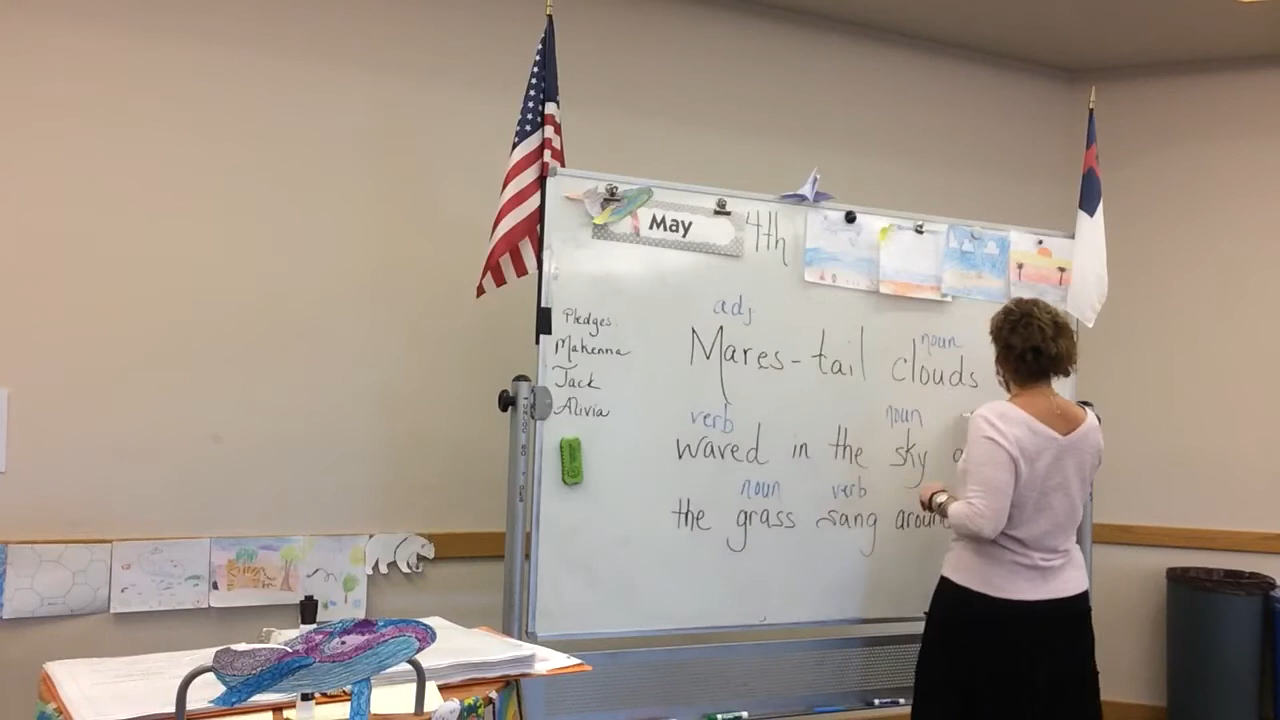 May 4th
Pledges
Makenna
Jack
Alivia
adj
noun
Mares-tail clouds
verb noun
waved in the sky
noun verb
the grass sang aroun